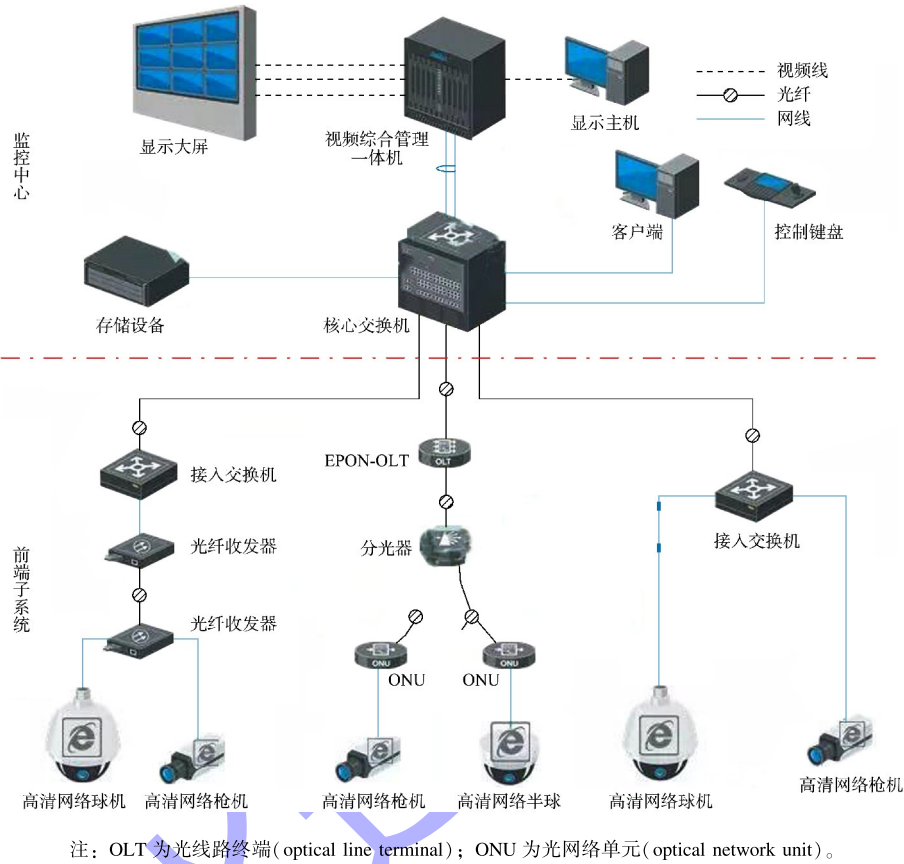 视频线
光纤
网线
显示大屏
视频综合管理
一体机
显示主机
监控中心
客户端
控制键盘
存储设备
核心交换机
EPON-OLT
OLT
接入交换机
分光器
接入交换机
光纤收发器
前端子系统
光纤收发器
ONU
ONU
ONU
ONU
高清网络球机
高清网络枪机
高清网络枪机
高清网络半球
高清网络球机
高清网络枪机
注：OLT 为光线路终端(optical line terminal)；ONU 为光网络单元(optical network unit)。